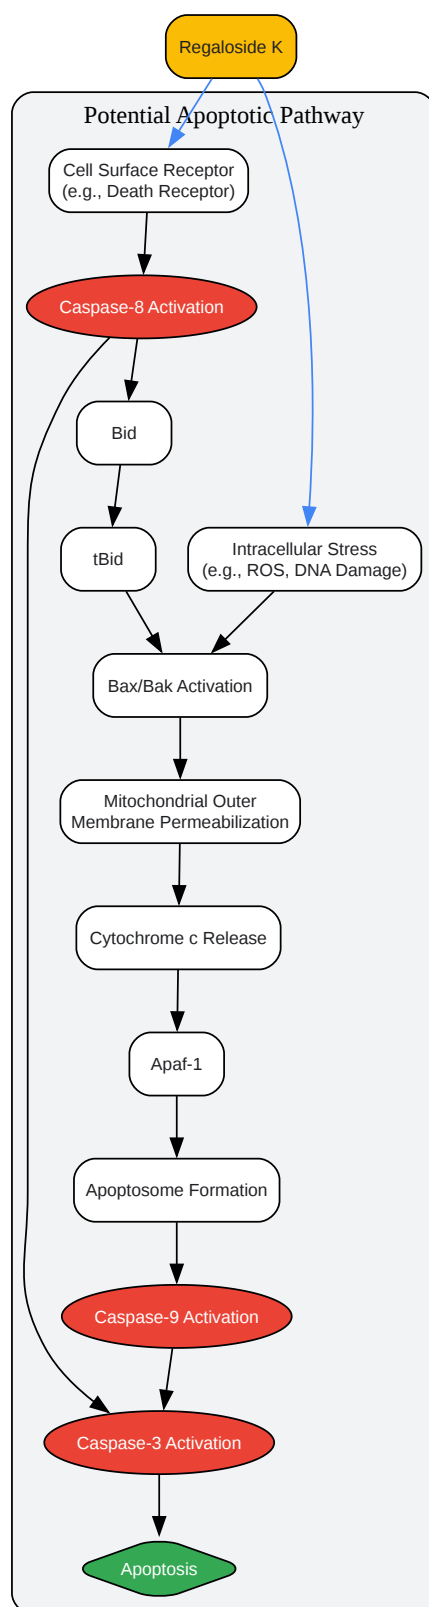 Regaloside K
Potential Apoptotic Pathway
Cell Surface Receptor
(e.g., Death Receptor)
Caspase-8 Activation
Bid
tBid
Intracellular Stress
(e.g., ROS, DNA Damage)
Bax/Bak Activation
Mitochondrial Outer
Membrane Permeabilization
Cytochrome c Release
Apaf-1
Apoptosome Formation
Caspase-9 Activation
Caspase-3 Activation
Apoptosis